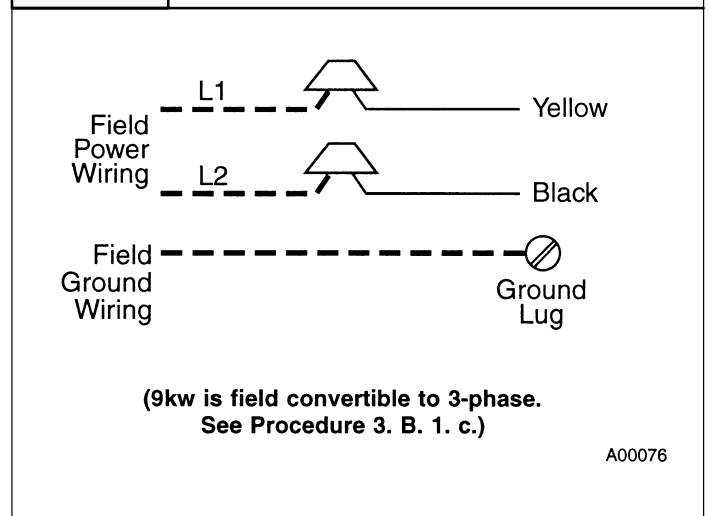 L1
Yellow
Field
Power
Wiring
L2
Black
Field
Ground
Wiring
Ground
Lug
(9kw is field convertible to 3-phase.
See Procedure 3. B. 1. c.)
A00076